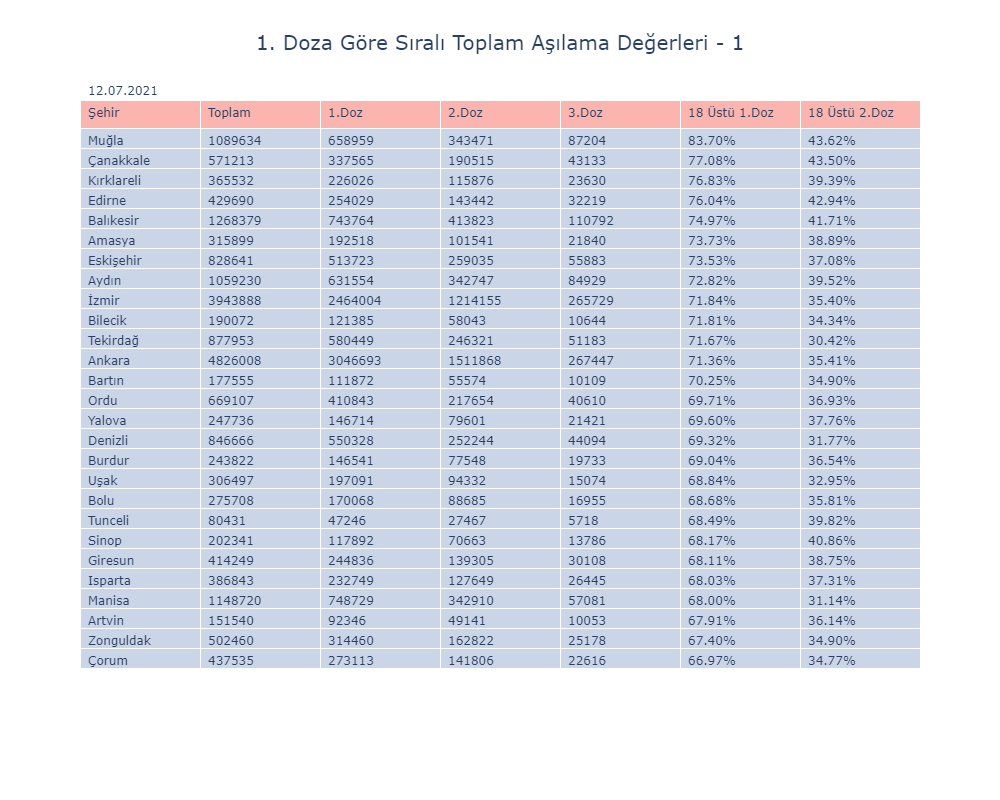 1. Doza Göre Sıralı Toplam Aşılama Değerleri - 1
12.07.2021
Şehir Toplam 1.Doz 2.Doz 3.Doz 18 Üstü 1.Doz 18 Üstü 2.Doz
Muğla 1089634 658959 343471 87204 83.70% 43.62%
Çanakkale 571213 337565 190515 43133 77.08% 43.50%
Kırklareli 365532 226026 115876 23630 76.83% 39.39%
Edirne 429690 254029 143442 32219 76.04% 42.94%
Balıkesir 1268379 743764 413823 110792 74.97% 41.71%
Amasya 315899 192518 101541 21840 73.73% 38.89%
Eskişehir 828641 513723 259035 55883 73.53% 37.08%
Aydın 1059230 631554 342747 84929 72.82% 39.52%
İzmir 3943888 2464004 1214155 265729 71.84% 35.40%
Bilecik 190072 121385 58043 10644 71.81% 34.34%
Tekirdağ 877953 580449 246321 51183 71.67% 30.42%
Ankara 4826008 3046693 1511868 267447 71.36% 35.41%
Bartın 177555 111872 55574 10109 70.25% 34.90%
Ordu 669107 410843 217654 40610 69.71% 36.93%
Yalova 247736 146714 79601 21421 69.60% 37.76%
Denizli 846666 550328 252244 44094 69.32% 31.77%
Burdur 243822 146541 77548 19733 69.04% 36.54%
Uşak 306497 197091 94332 15074 68.84% 32.95%
Bolu 275708 170068 88685 16955 68.68% 35.81%
Tunceli 80431 47246 27467 5718 68.49% 39.82%
Sinop 202341 117892 70663 13786 68.17% 40.86%
Giresun 414249 244836 139305 30108 68.11% 38.75%
Isparta 386843 232749 127649 26445 68.03% 37.31%
Manisa 1148720 748729 342910 57081 68.00% 31.14%
Artvin 151540 92346 49141 10053 67.91% 36.14%
Zonguldak 502460 314460 162822 25178 67.40% 34.90%
Çorum 437535 273113 141806 22616 66.97% 34.77%